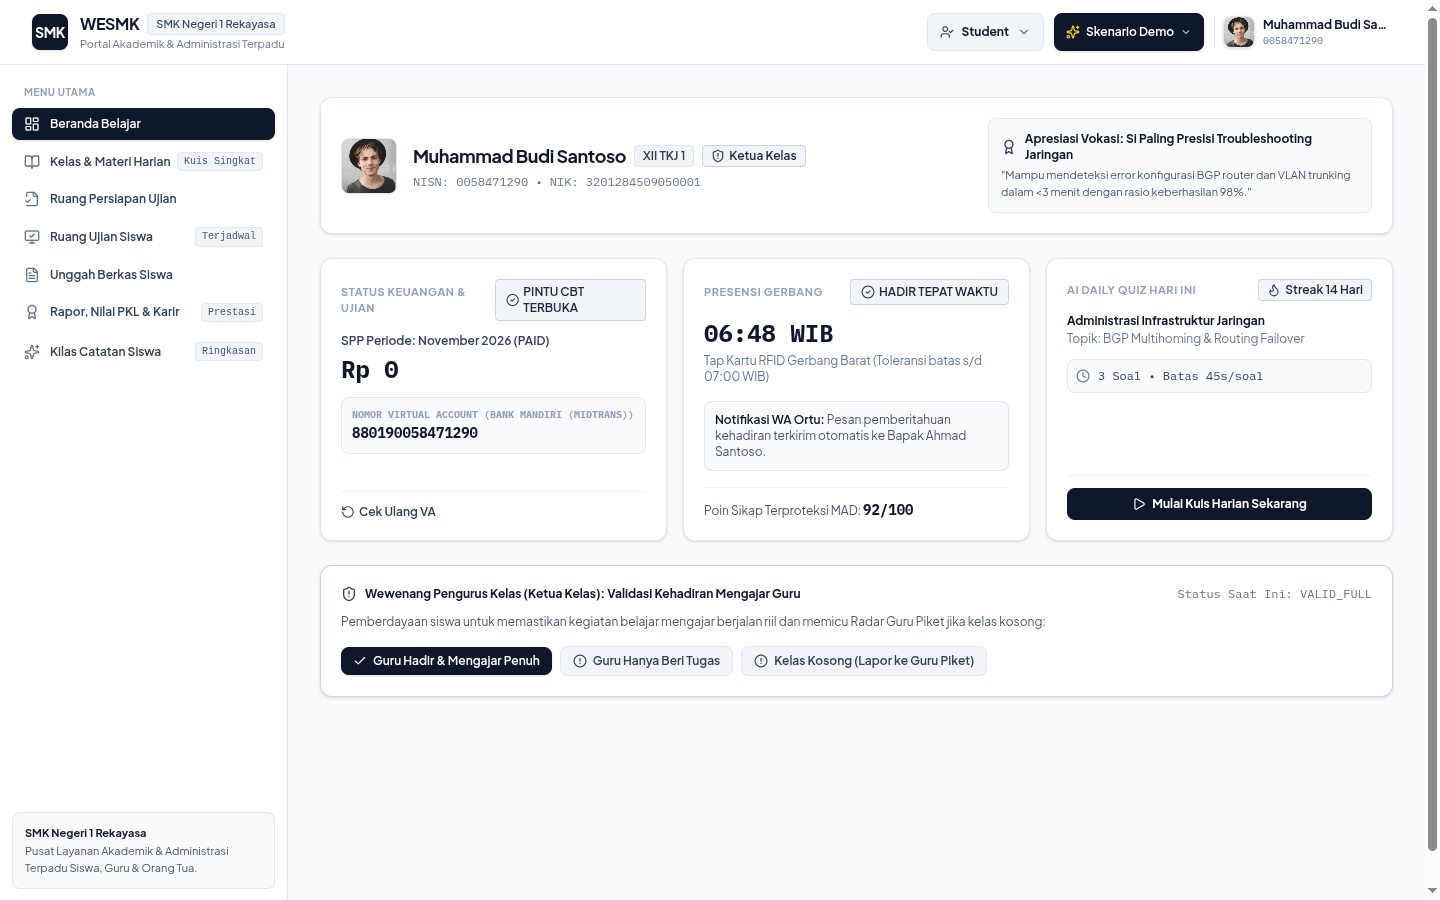 SMK
WESMK
SMK Negeri 1 Rekayasa
Portal Akademik & Administrasi Terpadu
Student
Skenario Demo
Muhammad Budi Sa...
0058471290
MENU UTAMA
Beranda Belajar
Kelas & Materi Harian
Kuis Singkat
Ruang Persiapan Ujian
Ruang Ujian Siswa
Terjadwal
Unggah Berkas Siswa
Rapor, Nilai PKL & Karir
Prestasi
Kilas Catatan Siswa
Ringkasan
SMK Negeri 1 Rekayasa
Pusat Layanan Akademik & Administrasi
Terpadu Siswa, Guru & Orang Tua.
Muhammad Budi Santoso
XII TKJ 1
Ketua Kelas
NISN: 0058471290 • NIK: 3201284509050001
Apresiasi Vokasi: Si Paling Presisi Troubleshooting
Jaringan
"Mampu mendeteksi error konfigurasi BGP router dan VLAN trunking
dalam <3 menit dengan rasio keberhasilan 98%."
STATUS KEUANGAN &
UJIAN
PINTU CBT
TERBUKA
SPP Periode: November 2026 (PAID)
Rp 0
NOMOR VIRTUAL ACCOUNT (BANK MANDIRI (MIDTRANS))
880190058471290
Cek Ulang VA
PRESENSI GERBANG
HADIR TEPAT WAKTU
06:48 WIB
Tap Kartu RFID Gerbang Barat (Toleransi batas s/d
07:00 WIB)
Notifikasi WA Ortu: Pesan pemberitahuan
kehadiran terkirim otomatis ke Bapak Ahmad
Santoso.
Poin Sikap Terproteksi MAD: 92/100
AI DAILY QUIZ HARI INI
Streak 14 Hari
Administrasi Infrastruktur Jaringan
Topik: BGP Multihoming & Routing Failover
3 Soal • Batas 45s/soal
Mulai Kuis Harian Sekarang
Wewenang Pengurus Kelas (Ketua Kelas): Validasi Kehadiran Mengajar Guru
Status Saat Ini: VALID_FULL
Pemberdayaan siswa untuk memastikan kegiatan belajar mengajar berjalan riil dan memicu Radar Guru Piket jika kelas kosong:
Guru Hadir & Mengajar Penuh
Guru Hanya Beri Tugas
Kelas Kosong (Lapor ke Guru Piket)